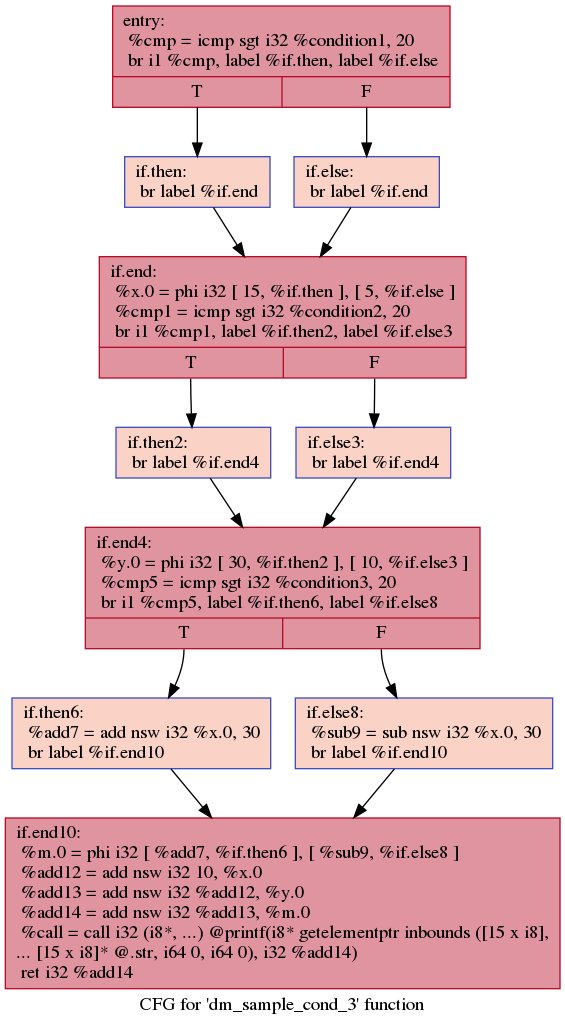 entry:
%cmp = icmp sgt i32 %condition1, 20
br i1 %cmp, label %if.then, label %if.else
T F
if.then:
br label %if.end
if.else:
br label %if.end
if.end:
%x.0 = phi i32 [ 15, %if.then ], [ 5, %if.else ]
%cmp1 = icmp sgt i32 %condition2, 20
br i1 %cmp1, label %if.then2, label %if.else3
T F
if.then2:
br label %if.end4
if.else3:
br label %if.end4
if.end4:
%y.0 = phi i32 [ 30, %if.then2 ], [ 10, %if.else3 ]
%cmp5 = icmp sgt i32 %condition3, 20
br i1 %cmp5, label %if.then6, label %if.else8
T F
if.then6:
%add7 = add nsw i32 %x.0, 30
br label %if.end10
if.else8:
%sub9 = sub nsw i32 %x.0, 30
br label %if.end10
if.end10:
%m.0 = phi i32 [ %add7, %if.then6 ], [ %sub9, %if.else8 ]
%add12 = add nsw i32 10, %x.0
%add13 = add nsw i32 %add12, %y.0
%add14 = add nsw i32 %add13, %m.0
%call = call i32 (i8*, ...) @printf(i8* getelementptr inbounds ([15 x i8],
... [15 x i8]* @.str, i64 0, i64 0), i32 %add14)
ret i32 %add14
CFG for 'dm_sample_cond_3' function